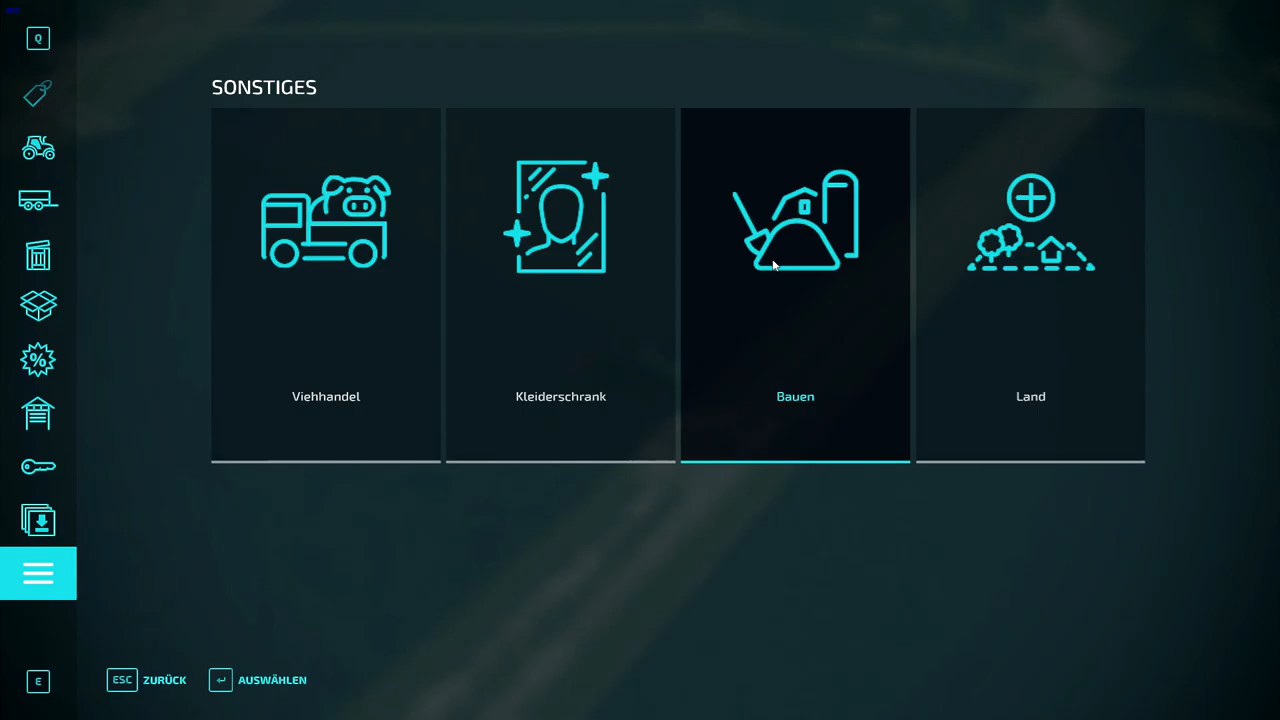 Q
SONSTIGES
%
Viehhandel
Kleiderschrank
Bauen
Land
E
ESC ZURÜCK
AUSWÄHLEN